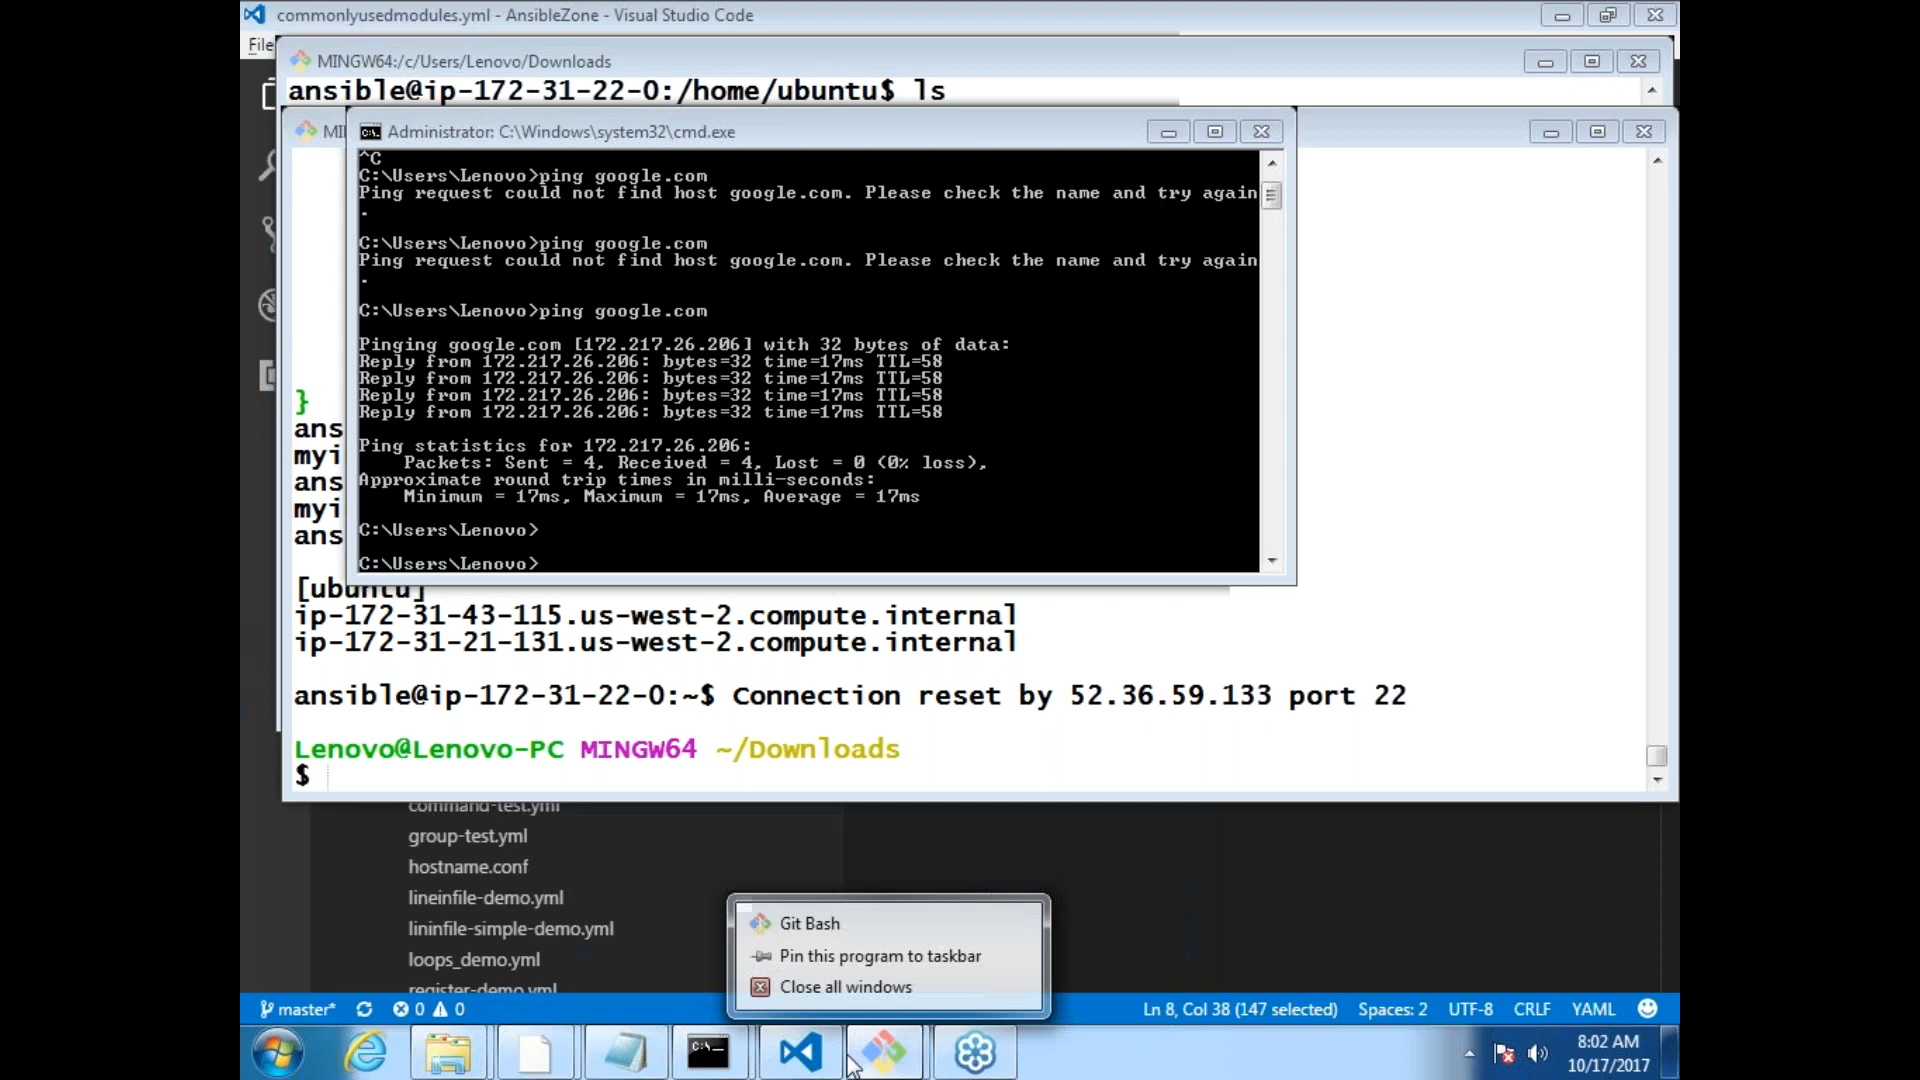 commonlyusedmodules.yml - AnsibleZone - Visual Studio Code
File
MINGW64:/c/Users/Lenovo/Downloads
ansible@ip-172-31-22-0:/home/ubuntu$ ls
MI
Administrator: C:\Windows\system32\cmd.exe
^C
C:\Users\Lenovo>ping google.com
Ping request could not find host google.com. Please check the name and try again
.
C:\Users\Lenovo>ping google.com
Ping request could not find host google.com. Please check the name and try again
.
C:\Users\Lenovo>ping google.com
Pinging google.com [172.217.26.206] with 32 bytes of data:
Reply from 172.217.26.206: bytes=32 time=17ms TTL=58
Reply from 172.217.26.206: bytes=32 time=17ms TTL=58
Reply from 172.217.26.206: bytes=32 time=17ms TTL=58
Reply from 172.217.26.206: bytes=32 time=17ms TTL=58
Ping statistics for 172.217.26.206:
Packets: Sent = 4, Received = 4, Lost = 0 (0% loss),
Approximate round trip times in milli-seconds:
Minimum = 17ms, Maximum = 17ms, Average = 17ms
C:\Users\Lenovo>
C:\Users\Lenovo>
}
ans
myi
ans
myi
ans
[ubuntu]
ip-172-31-43-115.us-west-2.compute.internal
ip-172-31-21-131.us-west-2.compute.internal
ansible@ip-172-31-22-0:~$ Connection reset by 52.36.59.133 port 22
Lenovo@Lenovo-PC MINGW64 ~/Downloads
$
command-test.yml
group-test.yml
hostname.conf
lineinfile-demo.yml
lininfile-simple-demo.yml
loops_demo.yml
register-demo.yml
Git Bash
Pin this program to taskbar
Close all windows
master* 0 0 Ln 8, Col 38 (147 selected) Spaces: 2 UTF-8 CRLF YAML
8:02 AM
10/17/2017